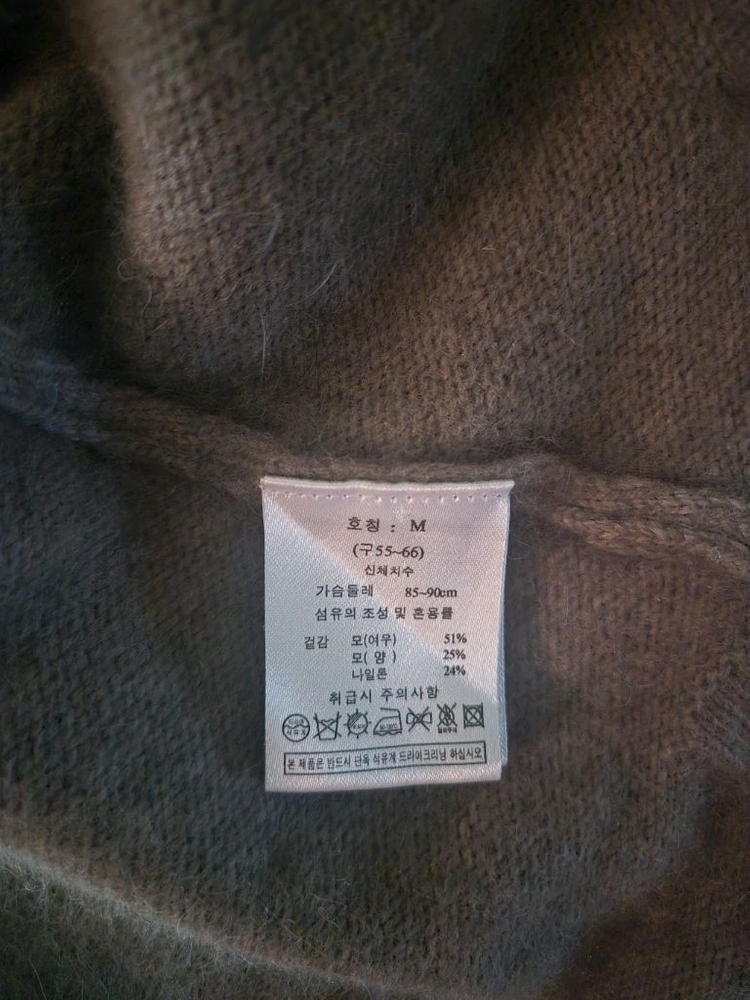 호칭 : M
(구55~66)
신체치수
가슴둘레 85~90cm
섬유의 조성 및 혼용률
겉감 모(여우) 51%
모( 양 ) 25%
나일론 24%
취급시 주의사항
본 제품은 반드시 단독 석유계 드라이크리닝 하십시오